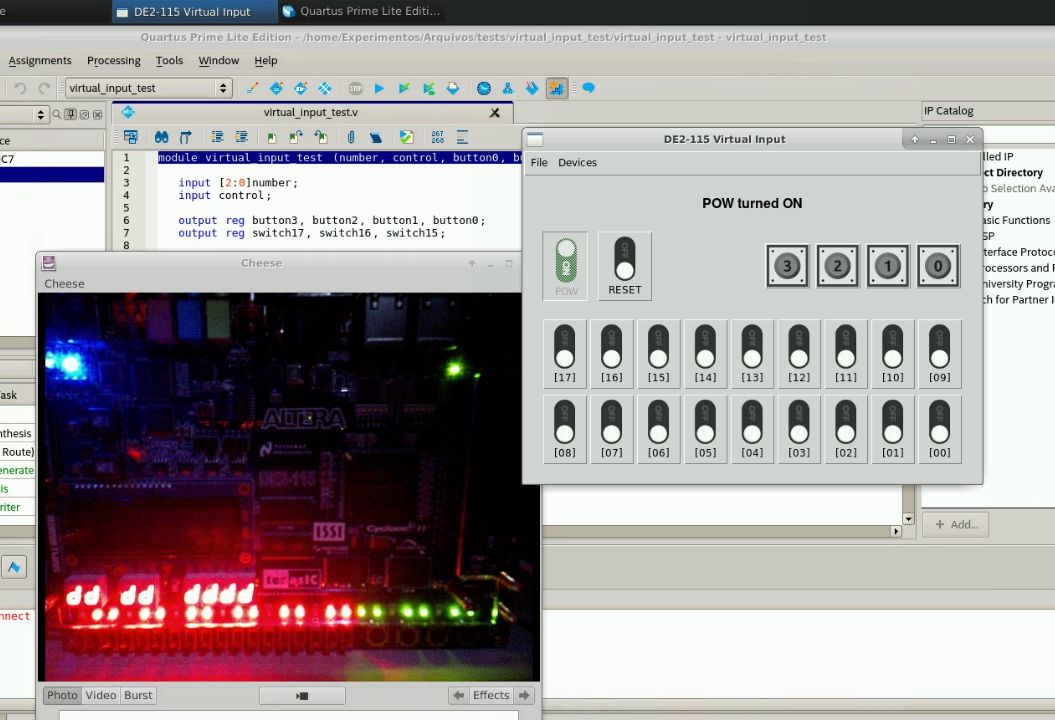 e
DE2-115 Virtual Input
Quartus Prime Lite Editi...
Quartus Prime Lite Edition - /home/Experimentos/Arquivos/tests/virtual_input_test/virtual_input_test - virtual_input_test
Assignments Processing Tools Window Help
virtual_input_test
ce
C7
virtual_input_test.v
267
268
1 module virtual_input_test (number, control, button0, bu
2
3 input [2:0]number;
4 input control;
5
6 output reg button3, button2, button1, button0;
7 output reg switch17, switch16, switch15;
8
IP Catalog
lled IP
ct Directory
o Selection Ava
ry
asic Functions
SP
terface Protoco
rocessors and P
niversity Progra
ch for Partner I
Add...
DE2-115 Virtual Input
File Devices
POW turned ON
ON
POW
OFF
RESET
3 2 1 0
OFF OFF OFF OFF OFF OFF OFF OFF OFF
[17] [16] [15] [14] [13] [12] [11] [10] [09]
OFF OFF OFF OFF OFF OFF OFF OFF OFF
[08] [07] [06] [05] [04] [03] [02] [01] [00]
ask
nthesis
Route)
enerate
is
riter
nnect
Cheese
Cheese
ALTERA
DE2-115
ISSI
terasIC
Photo Video Burst
Effects